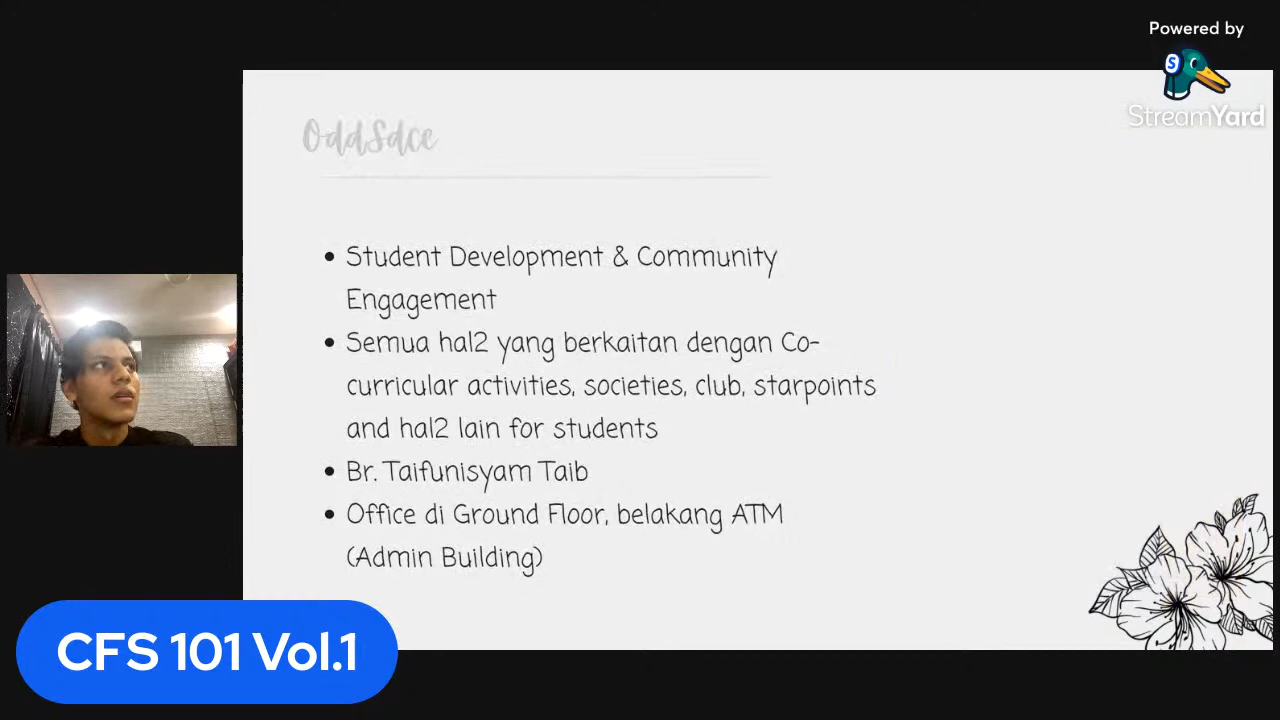 Powered by
StreamYard
OddSdce
• Student Development & Community
Engagement
• Semua hal2 yang berkaitan dengan Co-
curricular activities, societies, club, starpoints
and hal2 lain for students
• Br. Taifunisyam Taib
• Office di Ground Floor, belakang ATM
(Admin Building)
CFS 101 Vol.1